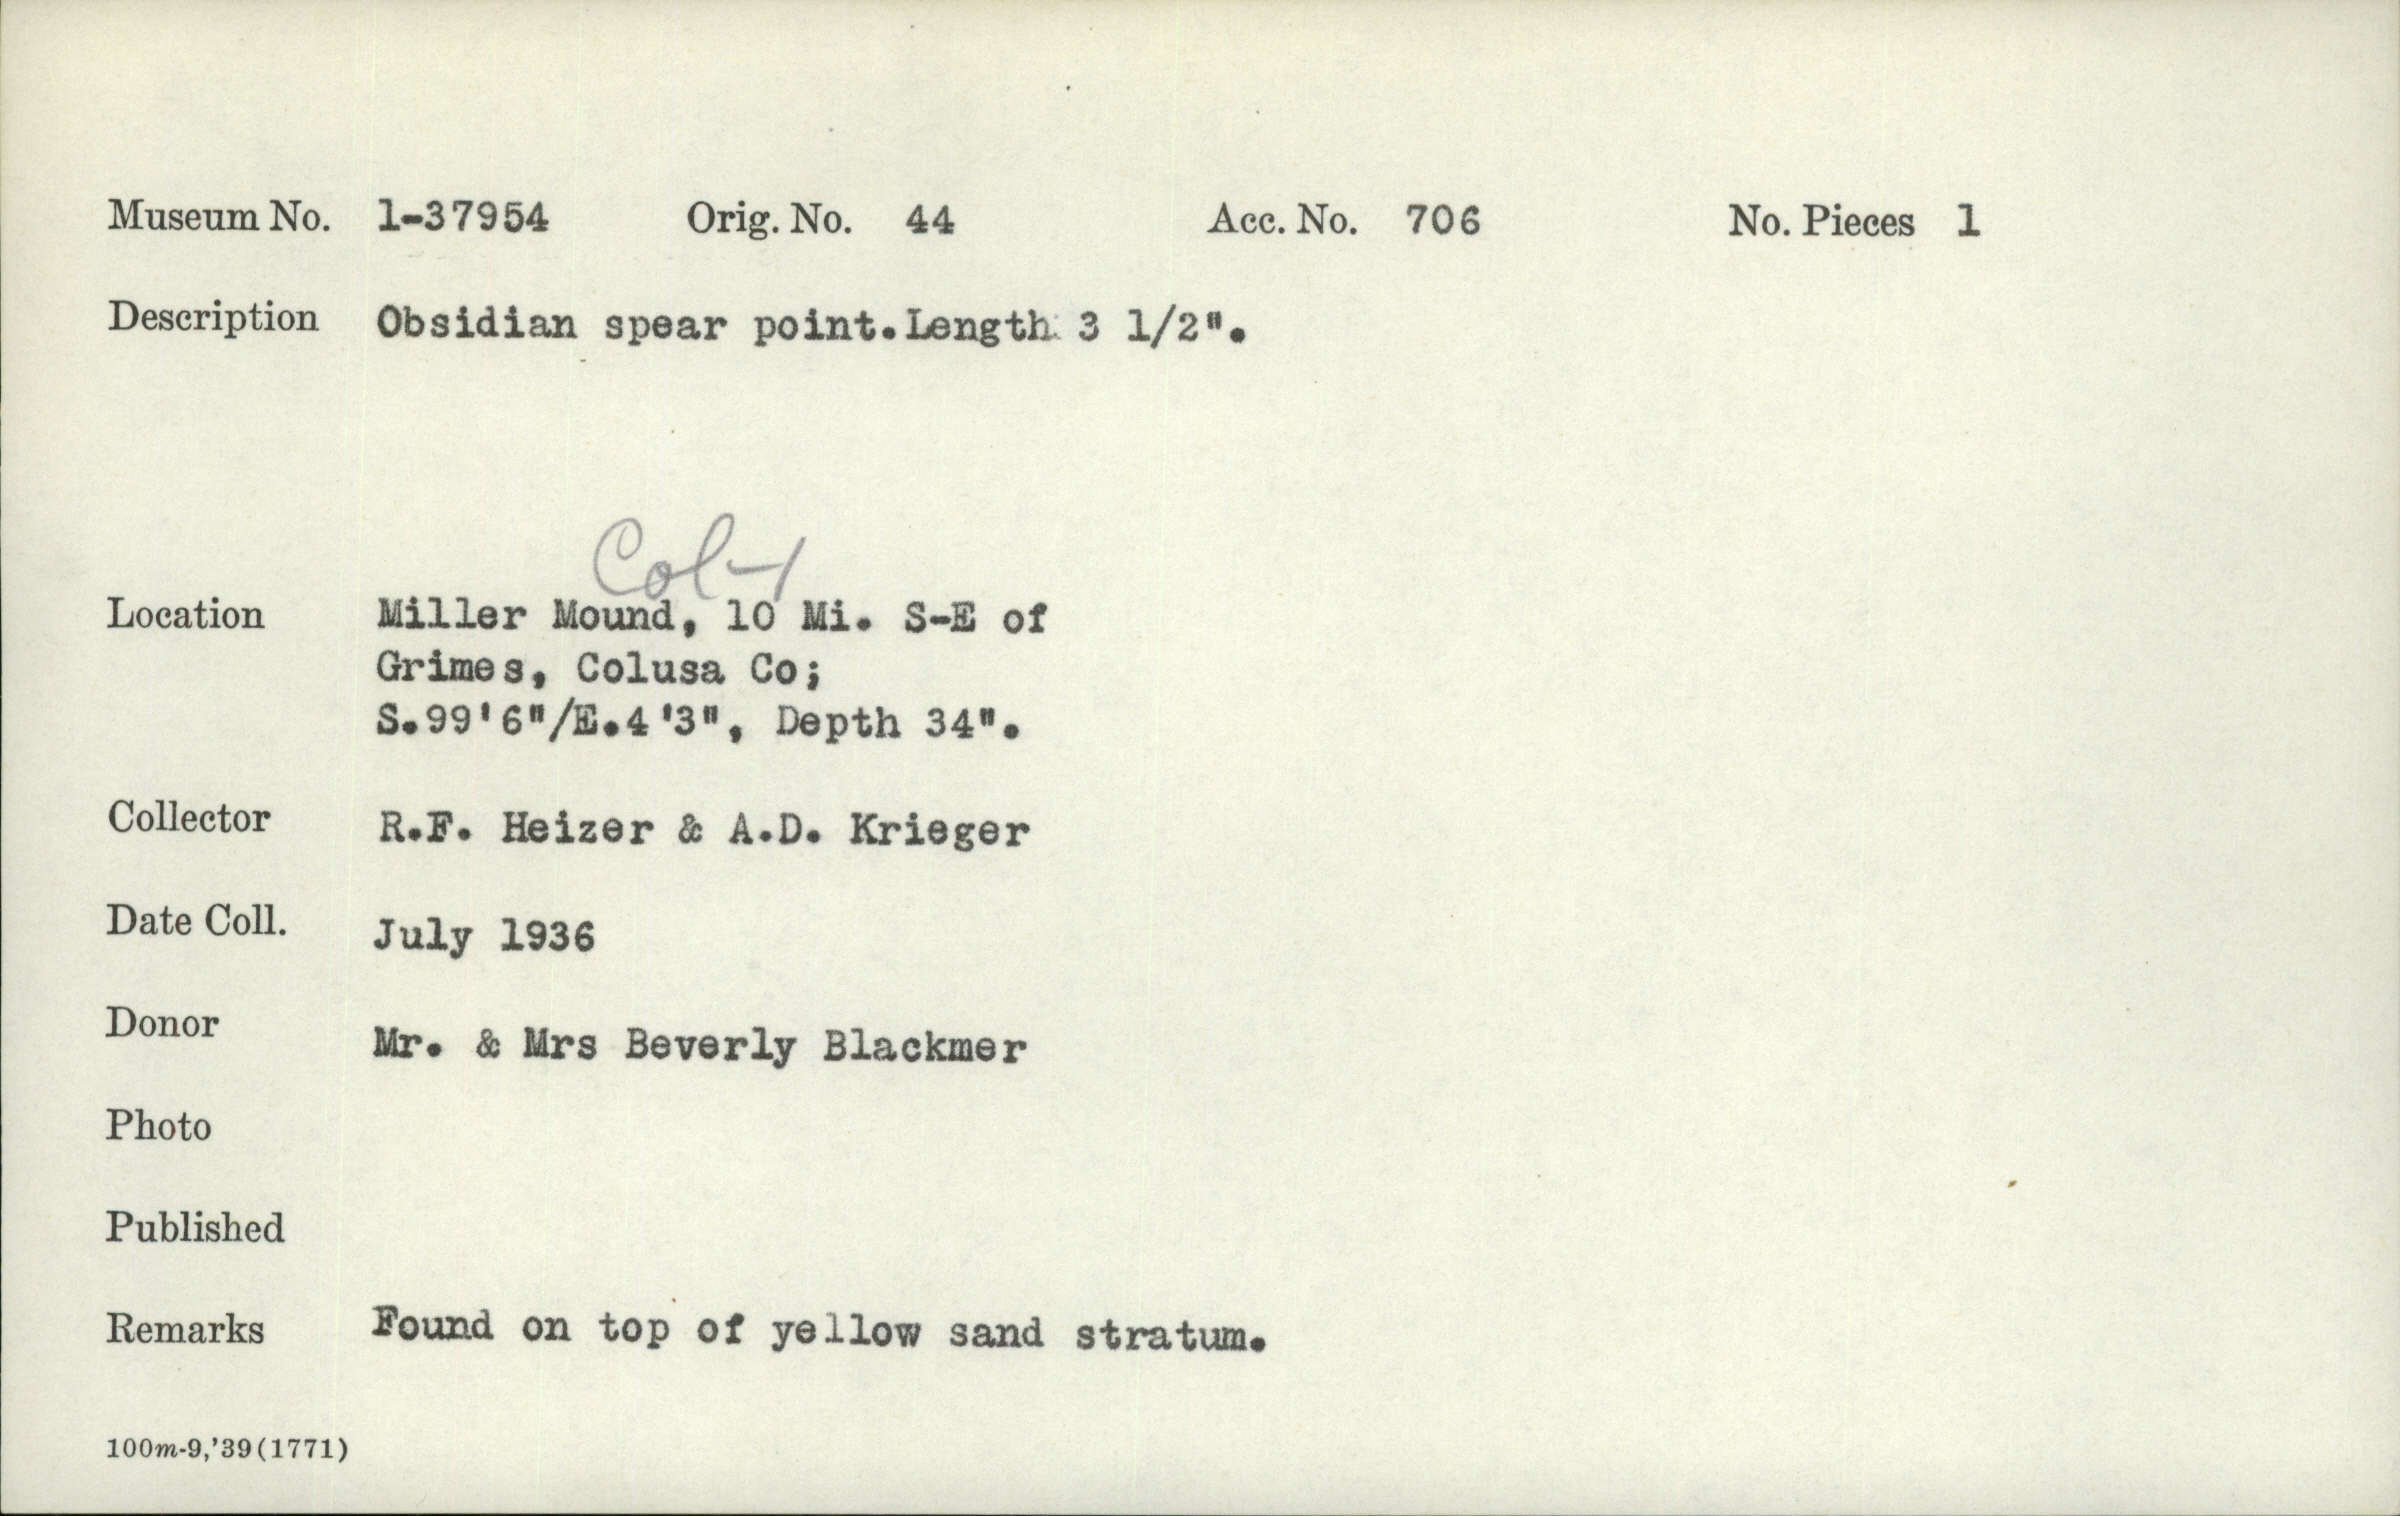 Museum No. 1-37954 Orig. No. 44 Acc. No. 706 No. Pieces 1
Description Obsidian spear point.Length 3 1/2".
Col-1
Location Miller Mound, 10 Mi. S-E of
Grimes, Colusa Co;
S.99'6"/E.4'3", Depth 34".
Collector R.F. Heizer & A.D. Krieger
Date Coll. July 1936
Donor Mr. & Mrs Beverly Blackmer
Photo
Published
Remarks Found on top of yellow sand stratum.
100m-9,'39(1771)